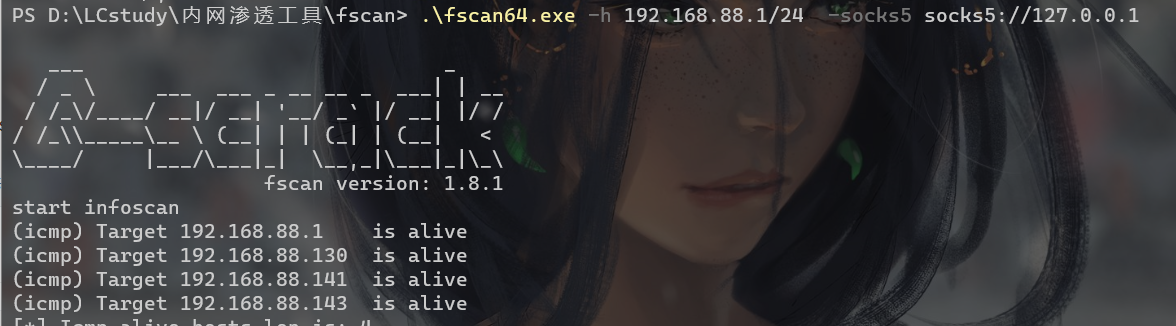 PS D:\LCstudy\内网渗透工具\fscan> .\fscan64.exe -h 192.168.88.1/24  -socks5 socks5://127.0.0.1
fscan version: 1.8.1
start infoscan
(icmp) Target 192.168.88.1    is alive
(icmp) Target 192.168.88.130  is alive
(icmp) Target 192.168.88.141  is alive
(icmp) Target 192.168.88.143  is alive